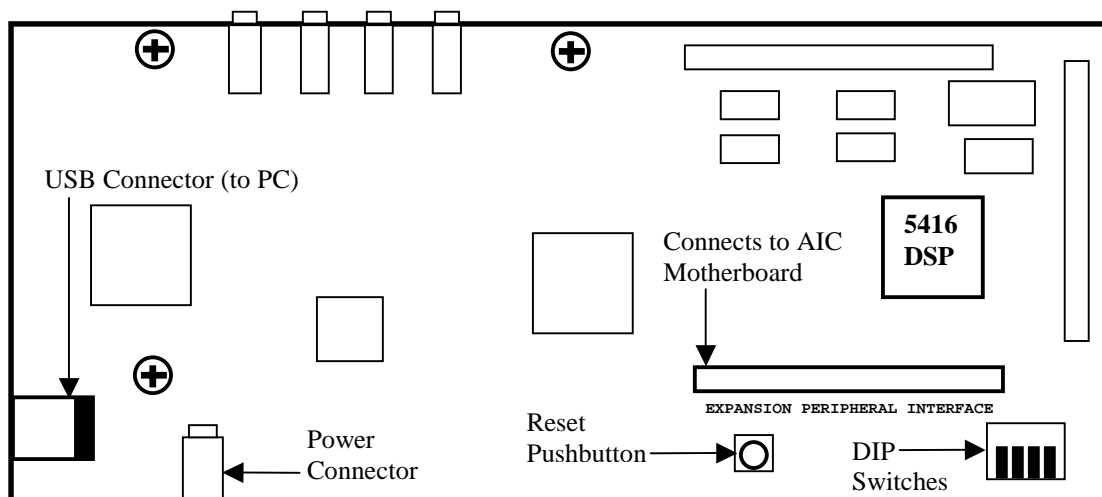 USB Connector (to PC)
5416
DSP
Connects to AIC
Motherboard
EXPANSION PERIPHERAL INTERFACE
Power
Connector
Reset
Pushbutton
DIP
Switches